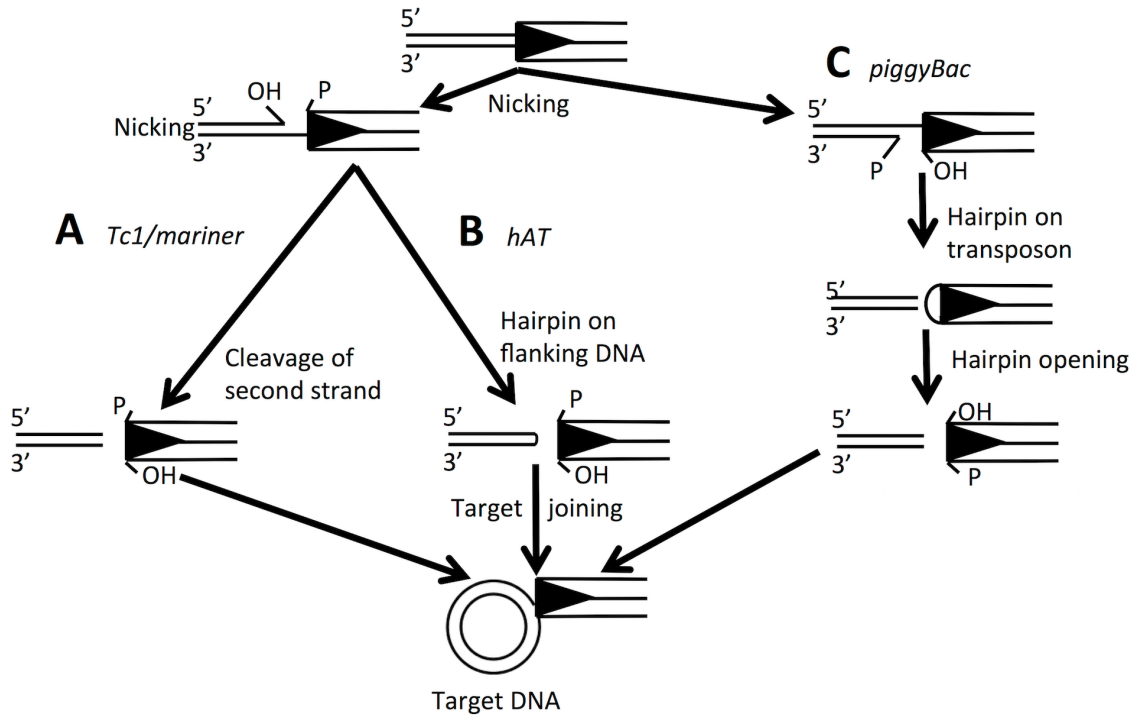 5’
3’
Nicking
C piggyBac
OH
P
5’
Nicking
3’
5’
3’
P
OH
A Tc1/mariner
B hAT
Hairpin on
transposon
5’
3’
Cleavage of
second strand
Hairpin on
flanking DNA
Hairpin opening
5’
3’
P
OH
5’
3’
P
OH
5’
3’
OH
P
Target joining
Target DNA